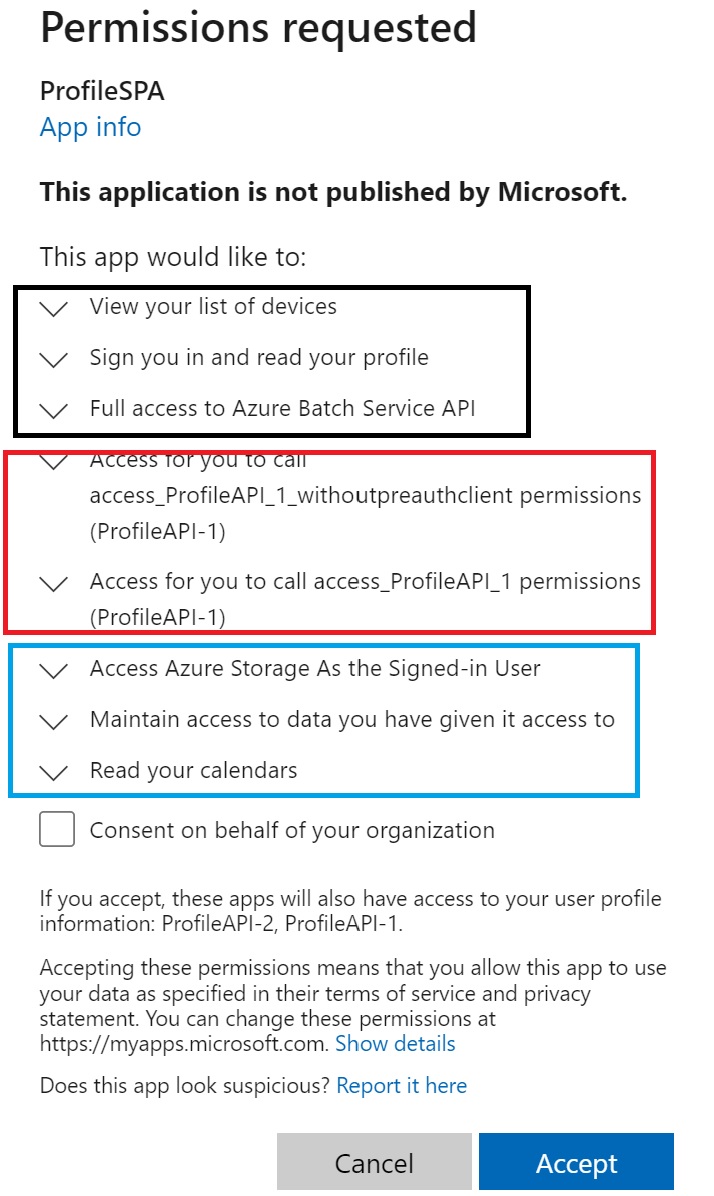 Permissions requested
ProfileSPA
App info
This application is not published by Microsoft.
This app would like to:
View your list of devices
Sign you in and read your profile
Full access to Azure Batch Service API
Access for you to call
access_ProfileAPI_1_withoutpreauthclient permissions
(ProfileAPI-1)
Access for you to call access_ProfileAPI_1 permissions
(ProfileAPI-1)
Access Azure Storage As the Signed-in User
Maintain access to data you have given it access to
Read your calendars
Consent on behalf of your organization
If you accept, these apps will also have access to your user profile
information: ProfileAPI-2, ProfileAPI-1.
Accepting these permissions means that you allow this app to use
your data as specified in their terms of service and privacy
statement. You can change these permissions at
https://myapps.microsoft.com. Show details
Does this app look suspicious? Report it here
Cancel
Accept